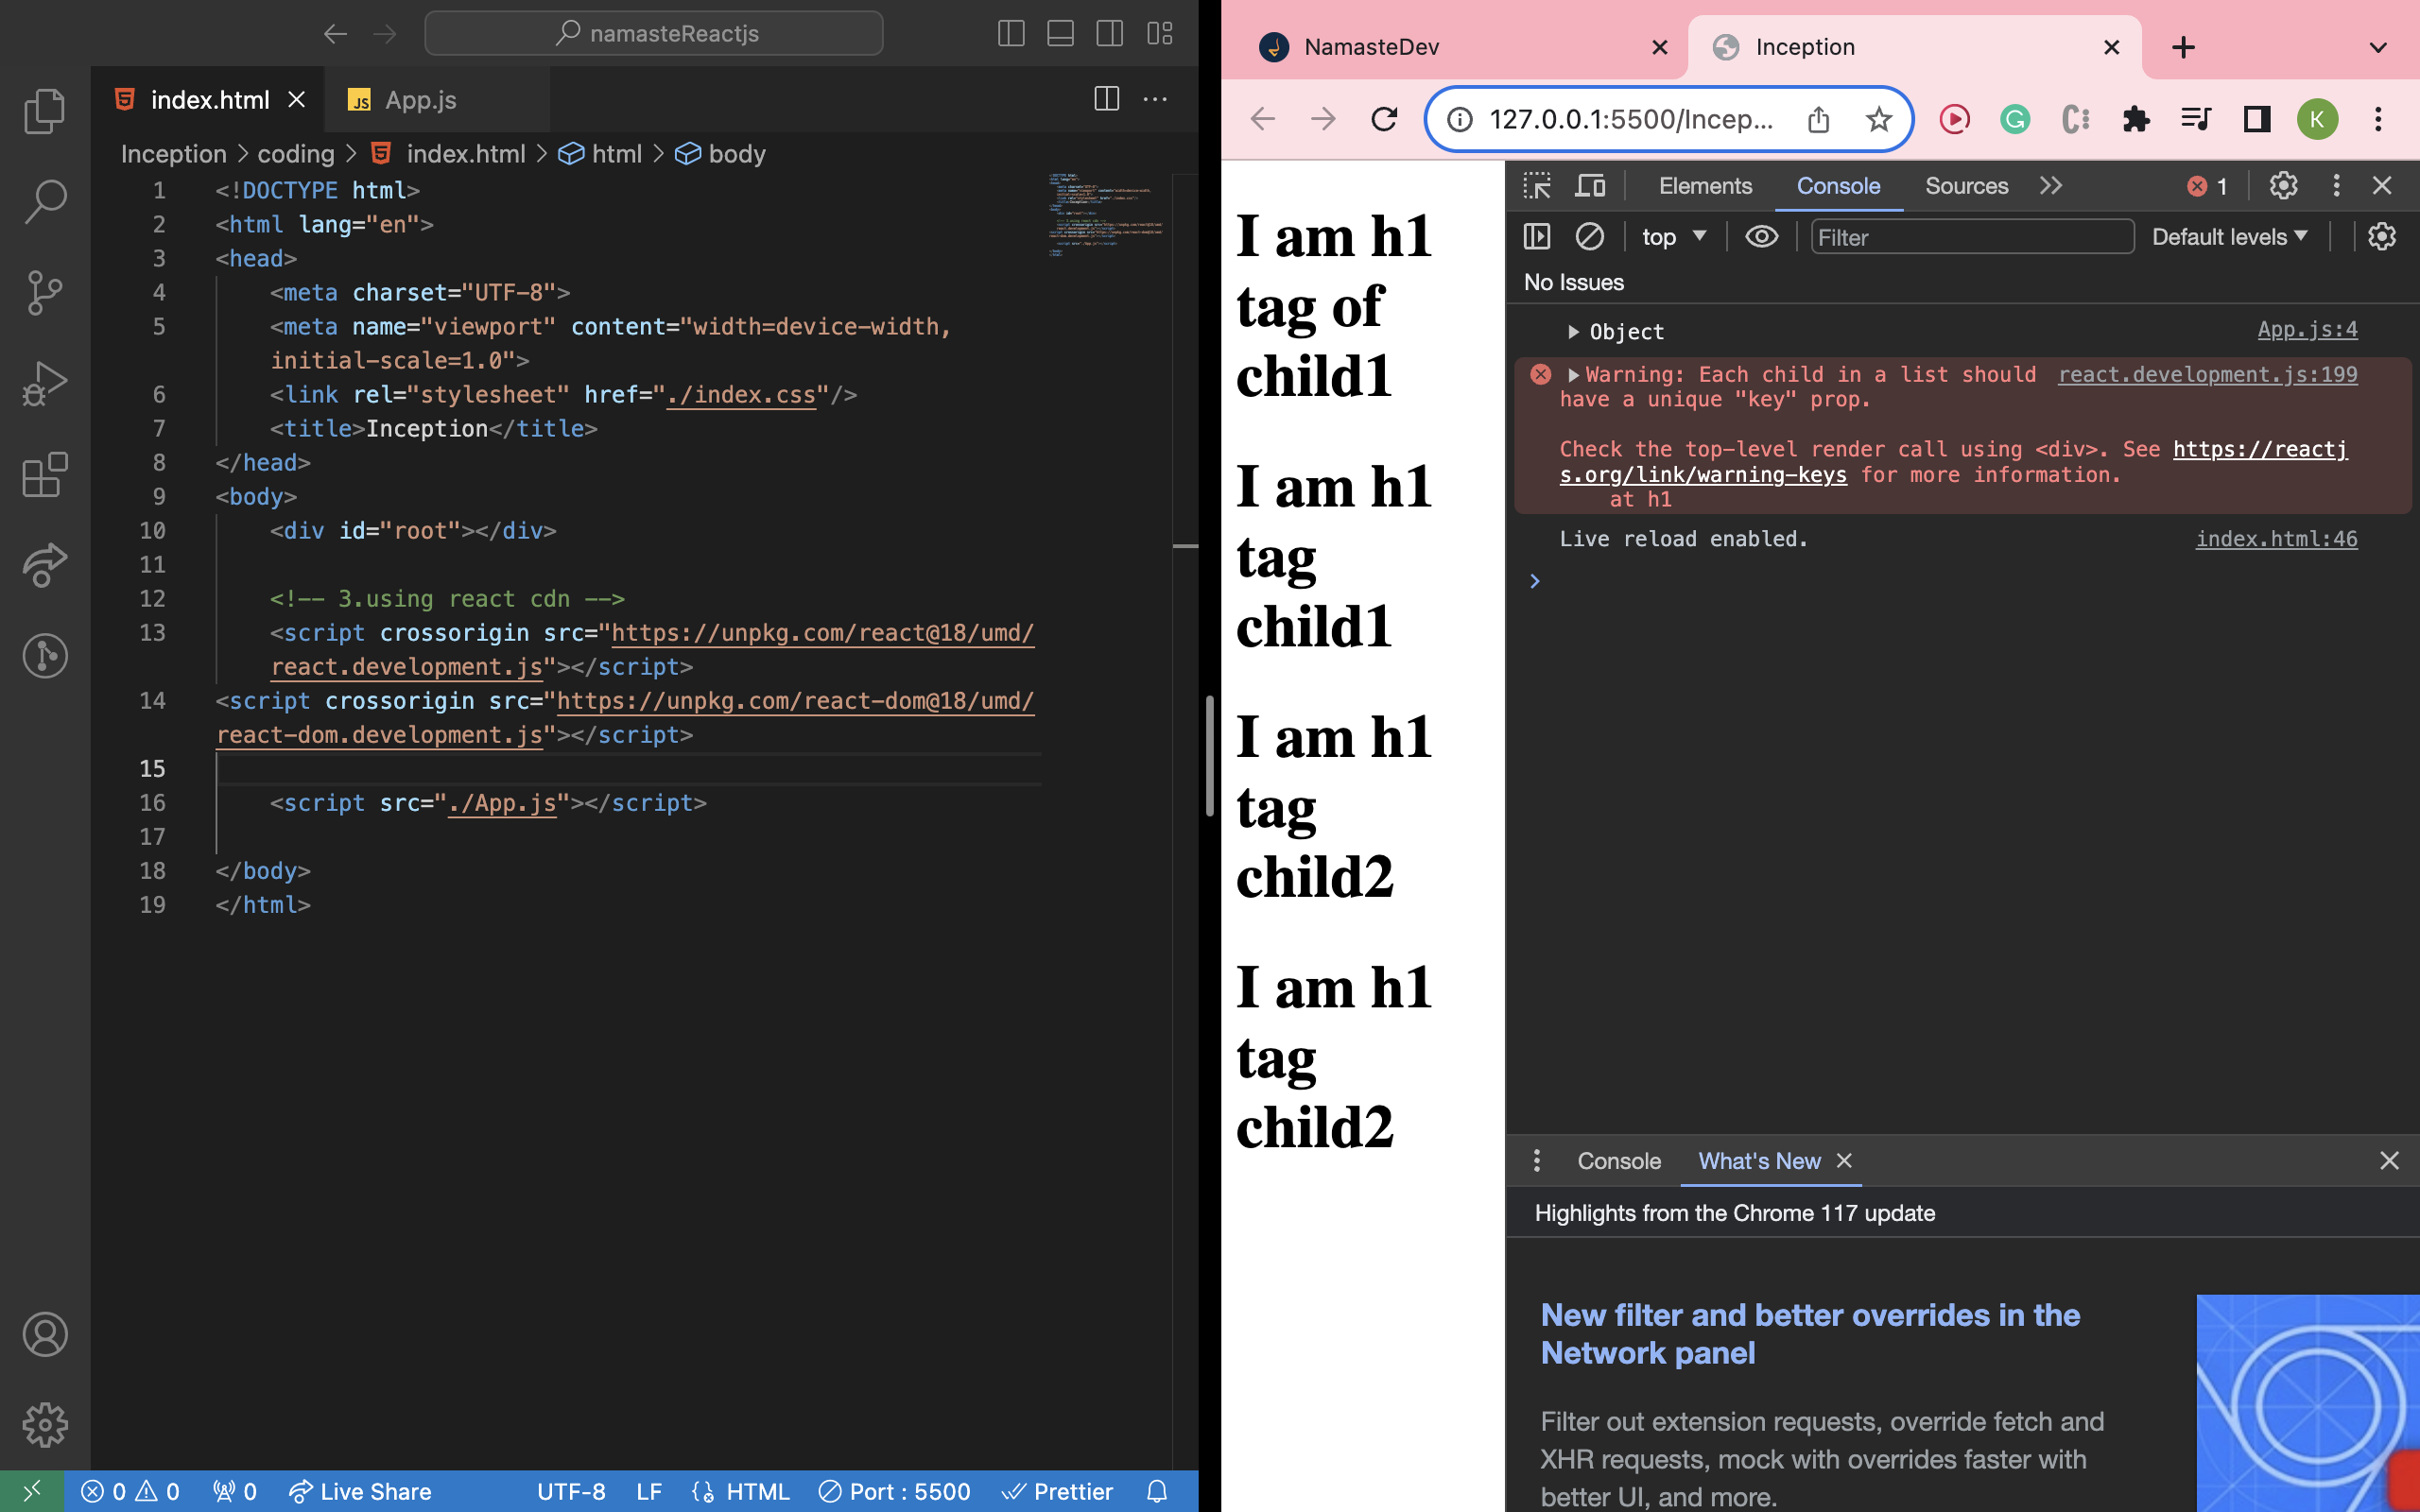 namasteReactjs
index.html
App.js
Inception > coding > index.html > html > body
1 <!DOCTYPE html>
2 <html lang="en">
3 <head>
4 <meta charset="UTF-8">
5 <meta name="viewport" content="width=device-width,
initial-scale=1.0">
6 <link rel="stylesheet" href="./index.css"/>
7 <title>Inception</title>
8 </head>
9 <body>
10 <div id="root"></div>
11
12 <!-- 3.using react cdn -->
13 <script crossorigin src="https://unpkg.com/react@18/umd/
react.development.js"></script>
14 <script crossorigin src="https://unpkg.com/react-dom@18/umd/
react-dom.development.js"></script>
15
16 <script src="./App.js"></script>
17
18 </body>
19 </html>
0 0 0 Live Share UTF-8 LF HTML Port : 5500 Prettier
NamasteDev
Inception
127.0.0.1:5500/Incep...
K
I am h1
tag of
child1
I am h1
tag
child1
I am h1
tag
child2
I am h1
tag
child2
Elements Console Sources 1
top Filter Default levels
No Issues
Object App.js:4
Warning: Each child in a list should react.development.js:199
have a unique "key" prop.
Check the top-level render call using <div>. See https://reactj
s.org/link/warning-keys for more information.
at h1
Live reload enabled. index.html:46
Console What's New
Highlights from the Chrome 117 update
New filter and better overrides in the
Network panel
Filter out extension requests, override fetch and
XHR requests, mock with overrides faster with
better UI, and more.